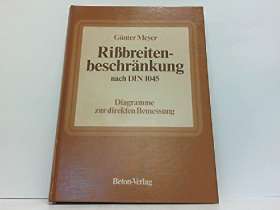 Günter Meyer
Rißbreiten-
beschränkung
nach DIN 1045
Diagramme
zur direkten Bemessung
Beton-Verlag